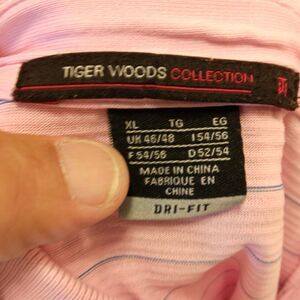 TIGER WOODS COLLECTION
XL TG EG
UK 46/48 I 54/56
F 54/56 D 52/54
MADE IN CHINA
FABRIQUE EN
CHINE
DRI-FIT